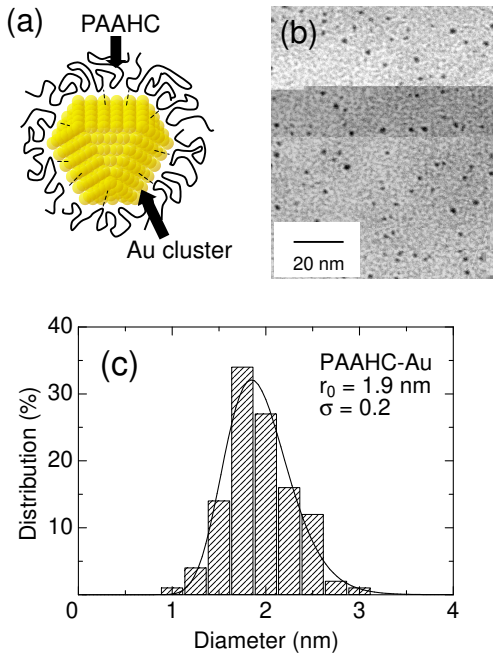 (a)
PAAHC
Au cluster
(b)
20 nm
(c)
PAAHC-Au
r₀ = 1.9 nm
σ = 0.2
Distribution (%)
40
30
20
10
0
1
2
3
4
Diameter (nm)